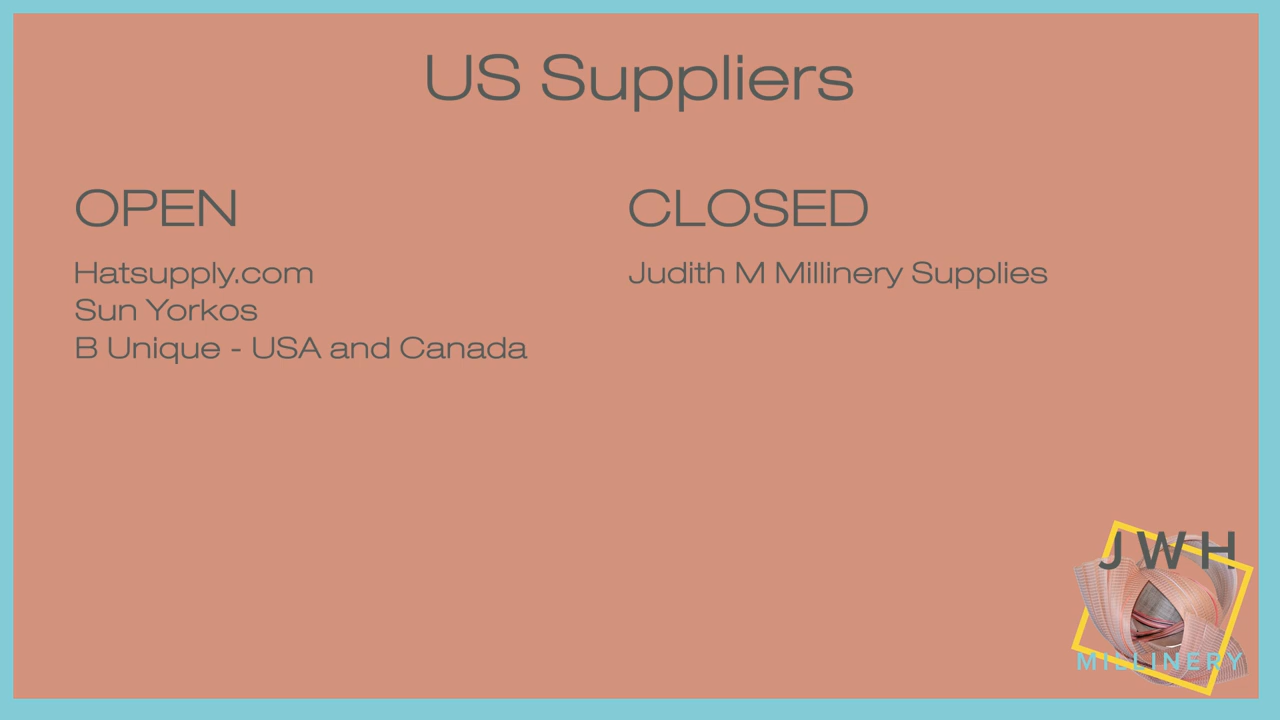 US Suppliers
OPEN
Hatsupply.com
Sun Yorkos
B Unique - USA and Canada
CLOSED
Judith M Millinery Supplies
JWH
MILLINERY